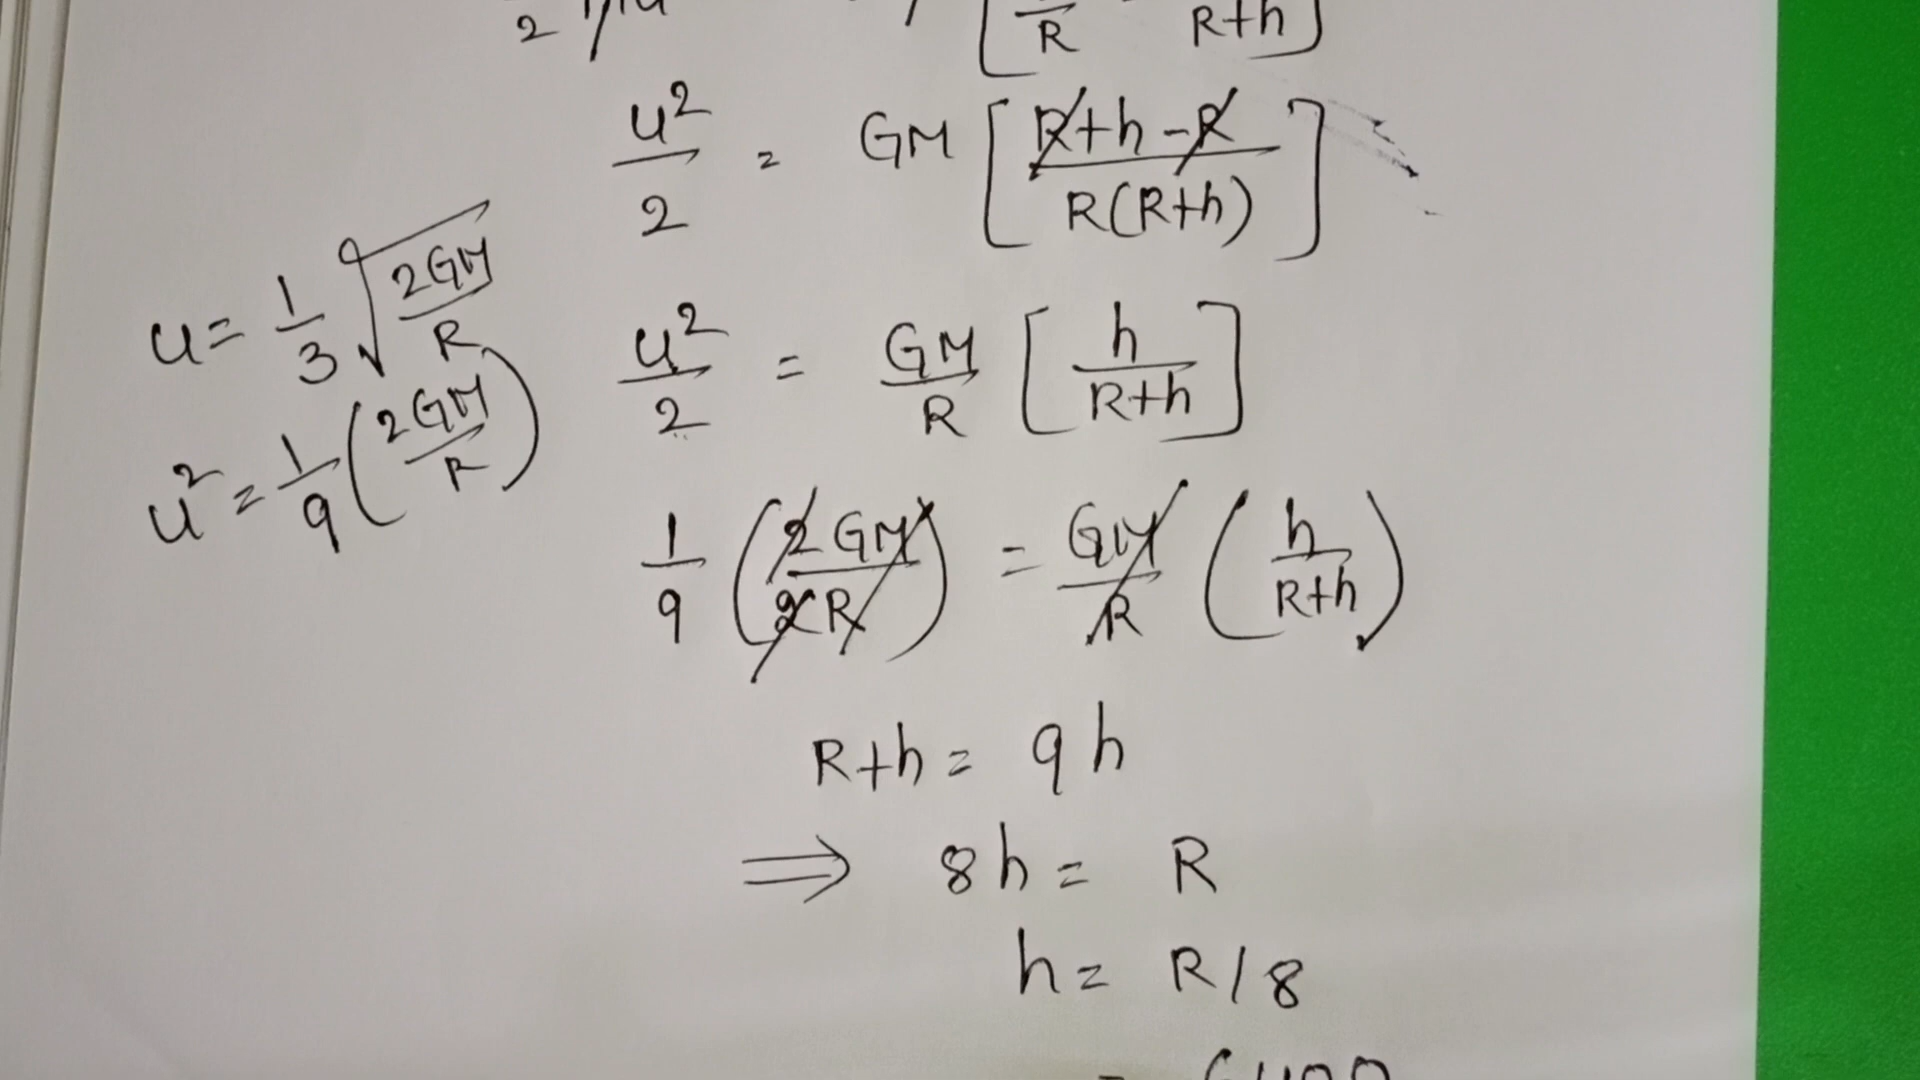 2 R R+h
u²/2 = GM [ R+h-R / R(R+h) ]
u = 1/3 √(2GM/R)
u²/2 = GM/R [ h/R+h ]
u² = 1/9 (2GM/R)
1/9 (2GM/2R) = GM/R (h/R+h)
R+h = 9h
⇒ 8h = R
h = R/8